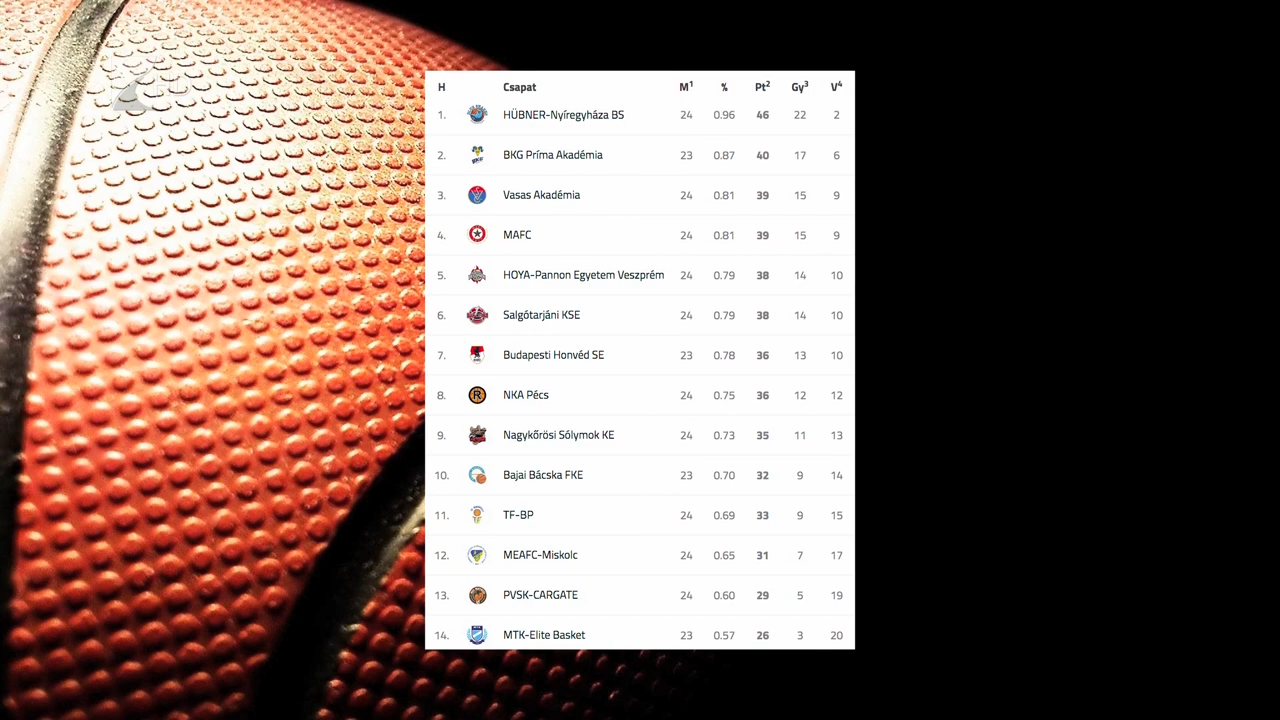 H Csapat M¹ % Pt² Gy³ V⁴
1. HÜBNER-Nyíregyháza BS 24 0.96 46 22 2
2. BKG Príma Akadémia 23 0.87 40 17 6
3. Vasas Akadémia 24 0.81 39 15 9
4. MAFC 24 0.81 39 15 9
5. HOYA-Pannon Egyetem Veszprém 24 0.79 38 14 10
6. Salgótarjáni KSE 24 0.79 38 14 10
7. Budapesti Honvéd SE 23 0.78 36 13 10
8. NKA Pécs 24 0.75 36 12 12
9. Nagykőrösi Sólymok KE 24 0.73 35 11 13
10. Bajai Bácska FKE 23 0.70 32 9 14
11. TF-BP 24 0.69 33 9 15
12. MEAFC-Miskolc 24 0.65 31 7 17
13. PVSK-CARGATE 24 0.60 29 5 19
14. MTK-Elite Basket 23 0.57 26 3 20